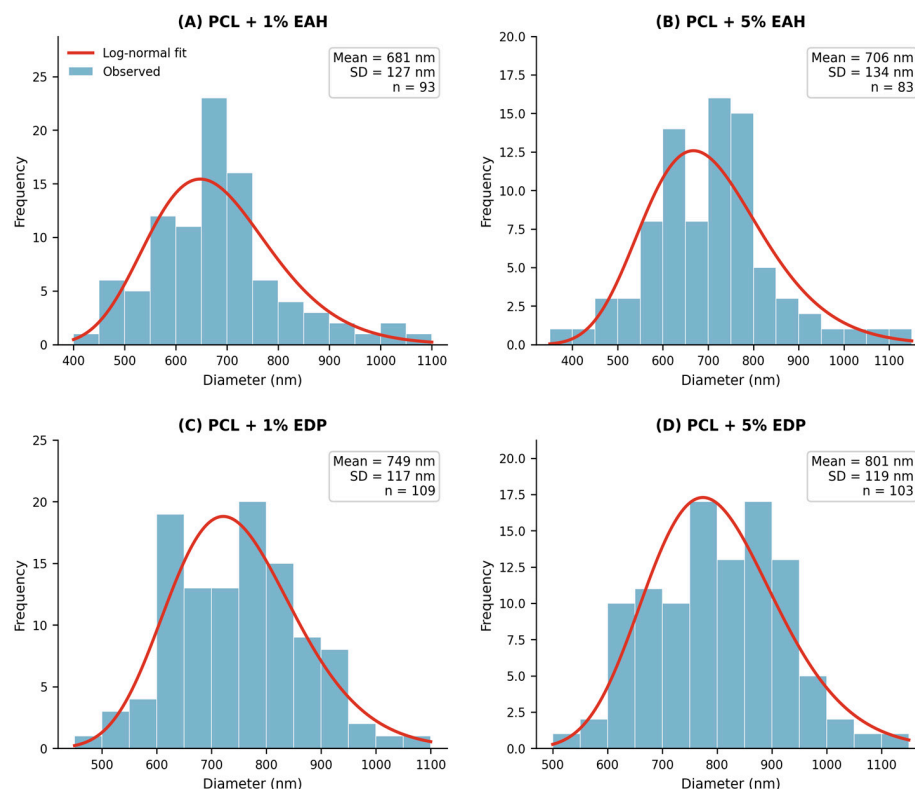 (A) PCL + 1% EAH
Log-normal fit
Observed
Mean = 681 nm
SD = 127 nm
n = 93
Frequency
25
20
15
10
5
0
400 500 600 700 800 900 1000 1100
Diameter (nm)
(B) PCL + 5% EAH
Mean = 706 nm
SD = 134 nm
n = 83
Frequency
20.0
17.5
15.0
12.5
10.0
7.5
5.0
2.5
0.0
400 500 600 700 800 900 1000 1100
Diameter (nm)
(C) PCL + 1% EDP
Mean = 749 nm
SD = 117 nm
n = 109
Frequency
25
20
15
10
5
0
500 600 700 800 900 1000 1100
Diameter (nm)
(D) PCL + 5% EDP
Mean = 801 nm
SD = 119 nm
n = 103
Frequency
20.0
17.5
15.0
12.5
10.0
7.5
5.0
2.5
0.0
500 600 700 800 900 1000 1100
Diameter (nm)